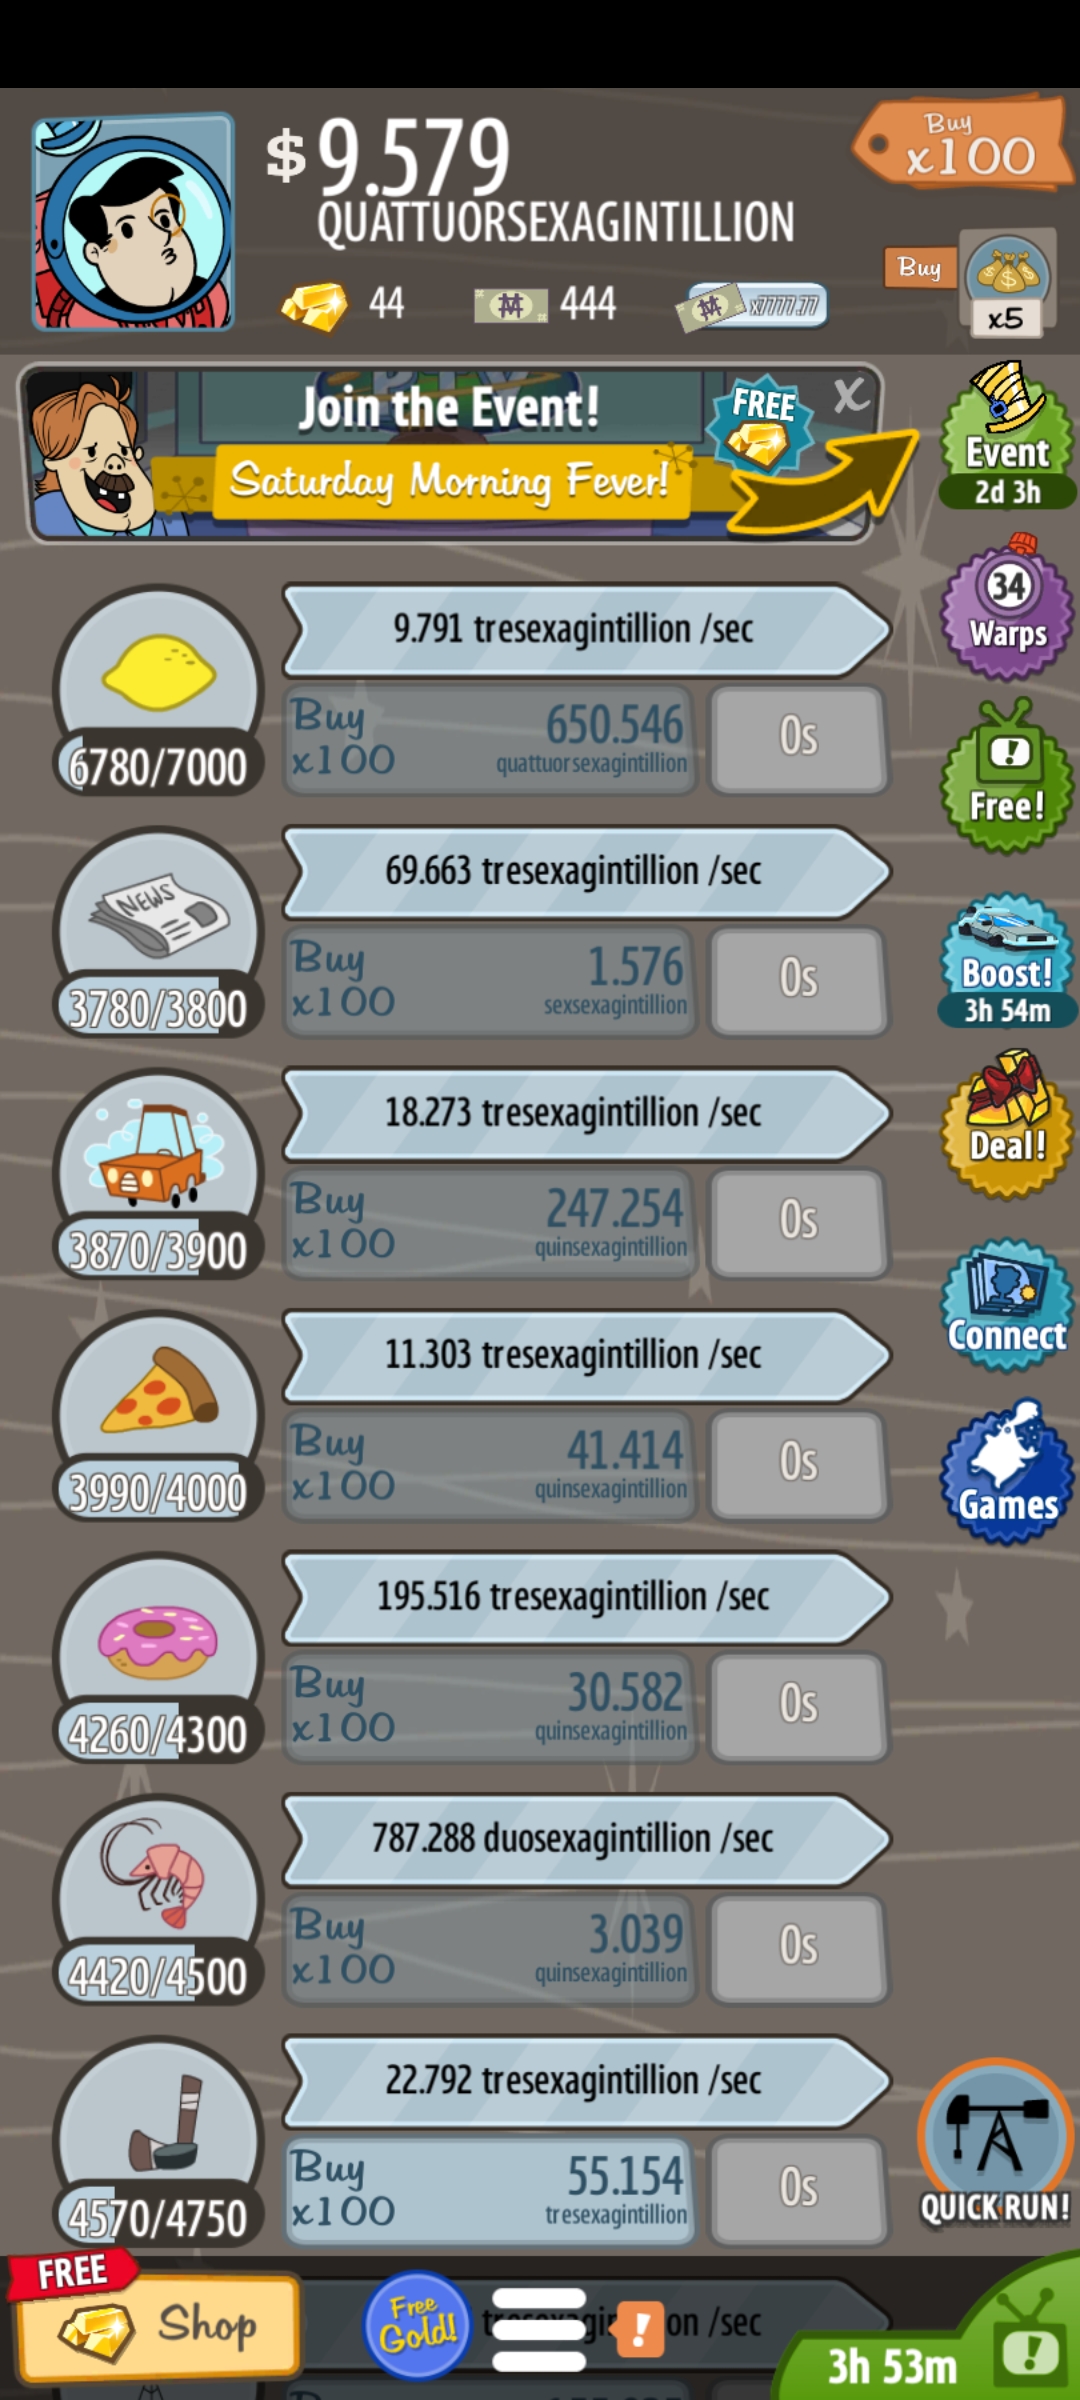 $ 9.579
QUATTUORSEXAGINTILLION
Buy
x100
44
444
x7777.77
Buy
x5
Join the Event!
FREE
X
Saturday Morning Fever!
Event
2d 3h
34
Warps
Free!
Boost!
3h 54m
Deal!
Connect
Games
9.791 tresexagintillion /sec
6780/7000
Buy
x100
650.546
quattuorsexagintillion
0s
NEWS
69.663 tresexagintillion /sec
3780/3800
Buy
x100
1.576
sexsexagintillion
0s
18.273 tresexagintillion /sec
3870/3900
Buy
x100
247.254
quinsexagintillion
0s
11.303 tresexagintillion /sec
3990/4000
Buy
x100
41.414
quinsexagintillion
0s
195.516 tresexagintillion /sec
4260/4300
Buy
x100
30.582
quinsexagintillion
0s
787.288 duosexagintillion /sec
4420/4500
Buy
x100
3.039
quinsexagintillion
0s
22.792 tresexagintillion /sec
4570/4750
Buy
x100
55.154
tresexagintillion
0s
QUICK RUN!
FREE
Shop
Free
Gold!
/sec
3h 53m